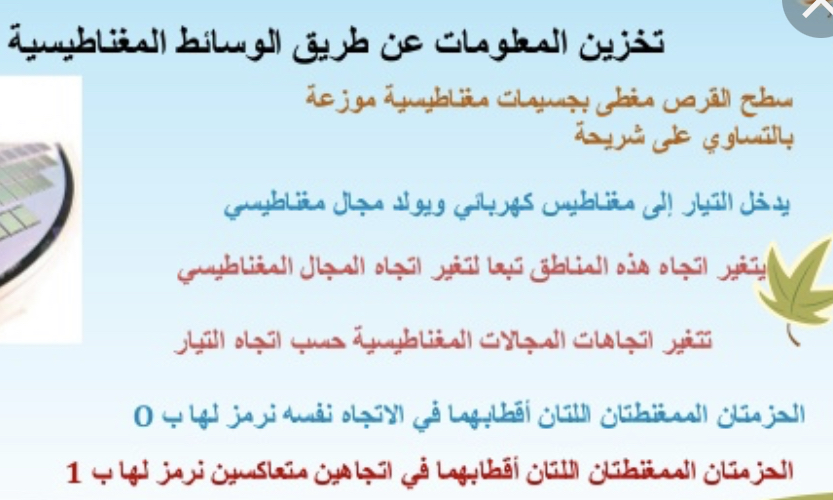 تخزين المعلومات عن طريق الوسائط المغناطيسية
سطح القرص مغطى بجسيمات مغناطيسية موزعة
بالتساوي على شريحة
يدخل التيار إلى مغناطيس كهربائي ويولد مجال مغناطيسي
يتغير اتجاه هذه المناطق تبعا لتغير اتجاه المجال المغناطيسي
تتغير اتجاهات المجالات المغناطيسية حسب اتجاه التيار
الحزمتان الممغنطتان اللتان أقطابهما في الاتجاه نفسه نرمز لها ب 0
الحزمتان الممغنطتان اللتان أقطابهما في اتجاهين متعاكسين نرمز لها ب 1